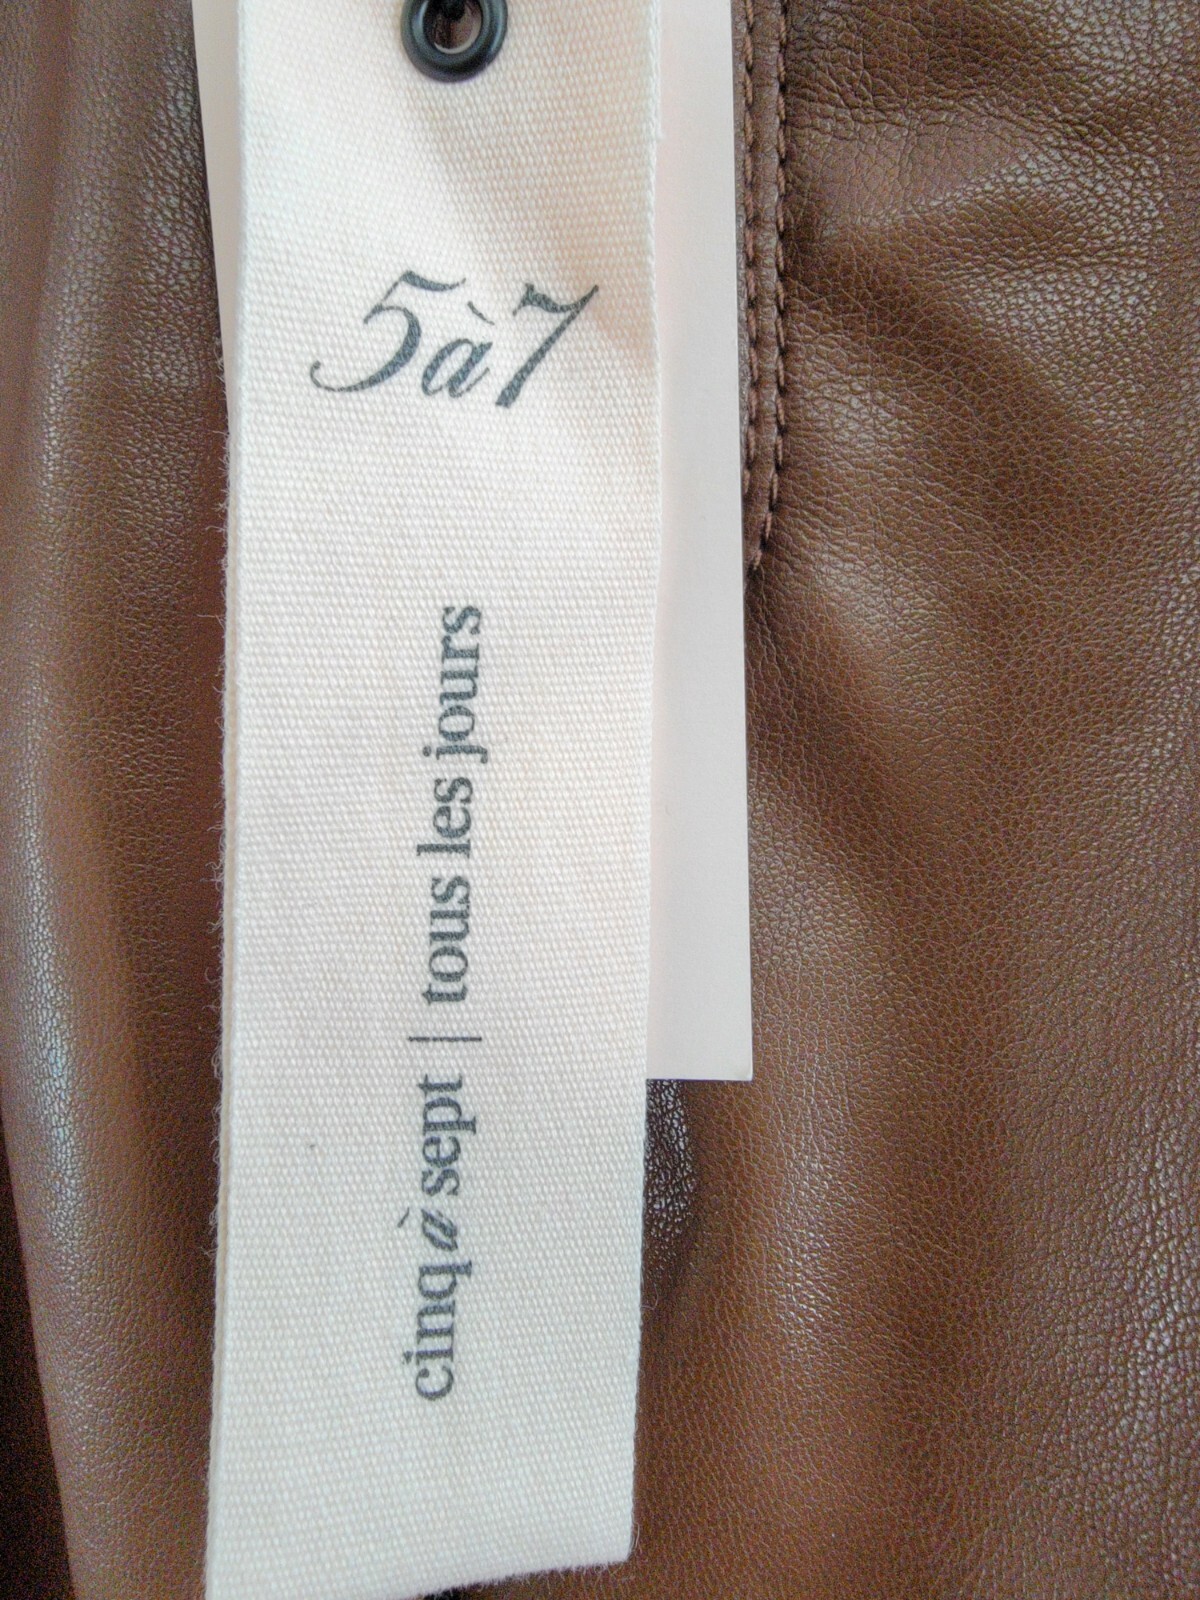 5à7
cinq à sept | tous les jours